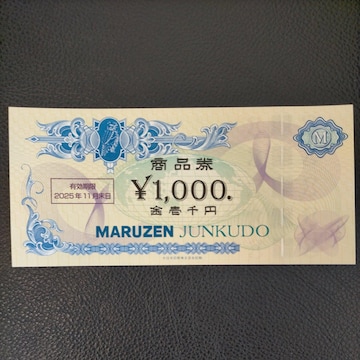 商品券
有効期限
2025年11月末日
¥1,000.
金壱千円
MARUZEN JUNKUDO